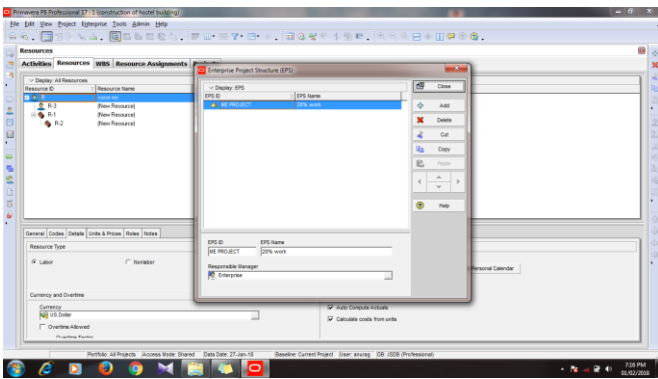 Primavera P6 Professional 17 - 1 (construction of hostel building)
File Edit View Project Enterprise Tools Admin Help
Resources
Activities Resources WBS Resource Assignments Projects
Display: All Resources
Resource ID Resource Name
R-3 (New Resource)
R-1 (New Resource)
R-2 (New Resource)
General Codes Details Units & Prices Roles Notes
Resource Type
Labor Nonlabor
Currency and Overtime
Currency
US Dollar
Overtime Allowed
Overtime Factor
Enterprise Project Structure (EPS)
Display: EPS
EPS ID EPS Name
ME PROJECT 20% work
EPS ID EPS Name
ME PROJECT 20% work
Responsible Manager
Enterprise
Close
Add
Delete
Cut
Copy
Paste
Help
Personal Calendar
Auto Compute Actuals
Calculate costs from units
Portfolio: All Projects Access Mode: Shared Data Date: 27-Jan-18 Baseline: Current Project User: anurag DB: JSDB (Professional)
7:16 PM
01/02/2018